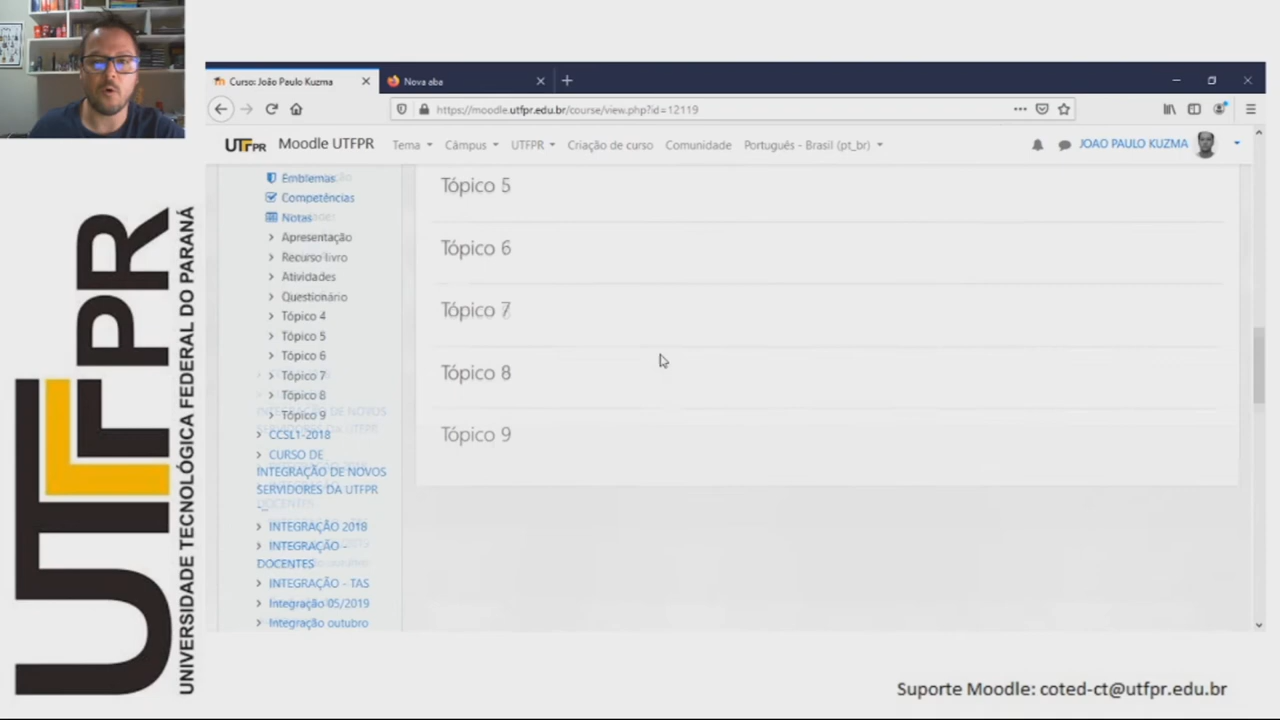 Curso: João Paulo Kuzma
Nova aba
https://moodle.utfpr.edu.br/course/view.php?id=12119
UTFPR
Moodle UTFPR
Tema
Câmpus
UTFPR
Criação de curso
Comunidade
Português - Brasil (pt_br)
JOAO PAULO KUZMA
Emblemas
Competências
Notas
Apresentação
Recurso livro
Atividades
Questionário
Tópico 4
Tópico 5
Tópico 6
Tópico 7
Tópico 8
Tópico 9
CCSL1-2018
CURSO DE
INTEGRAÇÃO DE NOVOS
SERVIDORES DA UTFPR
-_
INTEGRAÇÃO 2018
INTEGRAÇÃO -
DOCENTES
INTEGRAÇÃO - TAS
Integração 05/2019
Integração outubro
Tópico 5
Tópico 6
Tópico 7
Tópico 8
Tópico 9
UTFPR
UNIVERSIDADE TECNOLÓGICA FEDERAL DO PARANÁ
Suporte Moodle: coted-ct@utfpr.edu.br